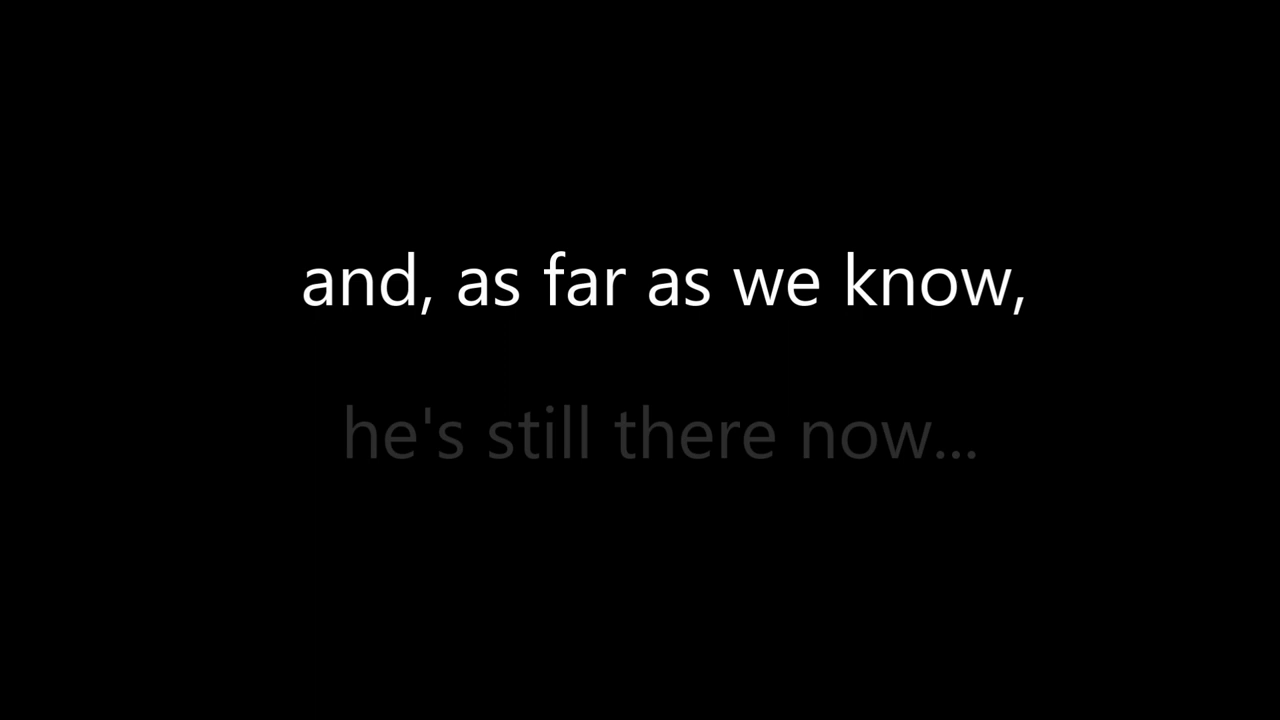 and, as far as we know,
he's still there now...